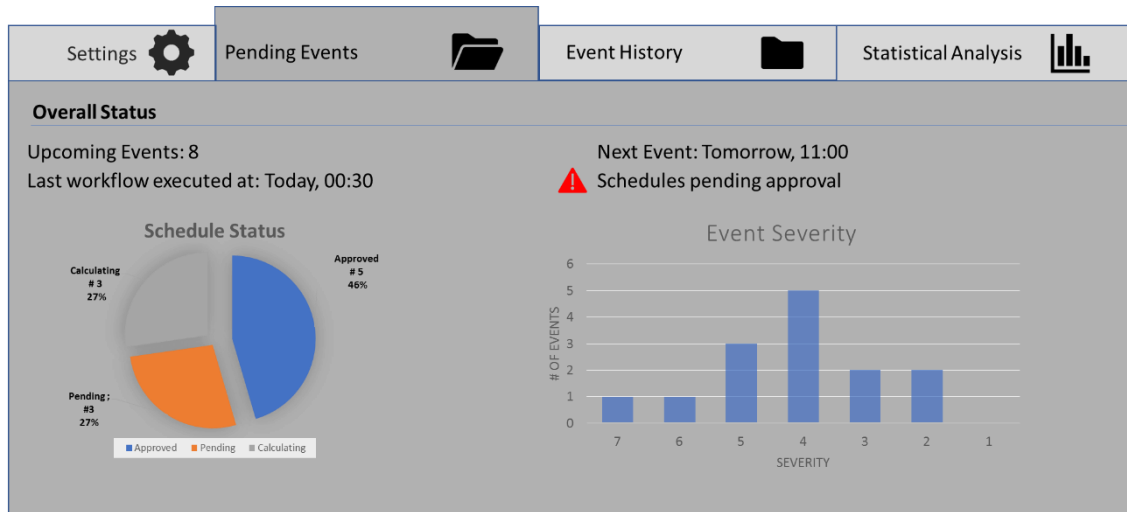 Settings
Pending Events
Event History
Statistical Analysis
Overall Status
Upcoming Events: 8
Last workflow executed at: Today, 00:30
Next Event: Tomorrow, 11:00
Schedules pending approval
Schedule Status
Calculating
# 3
27%
Approved
# 5
46%
Pending ;
#3
27%
Approved
Pending
Calculating
Event Severity
# OF EVENTS
6
5
4
3
2
1
0
7 6 5 4 3 2 1
SEVERITY